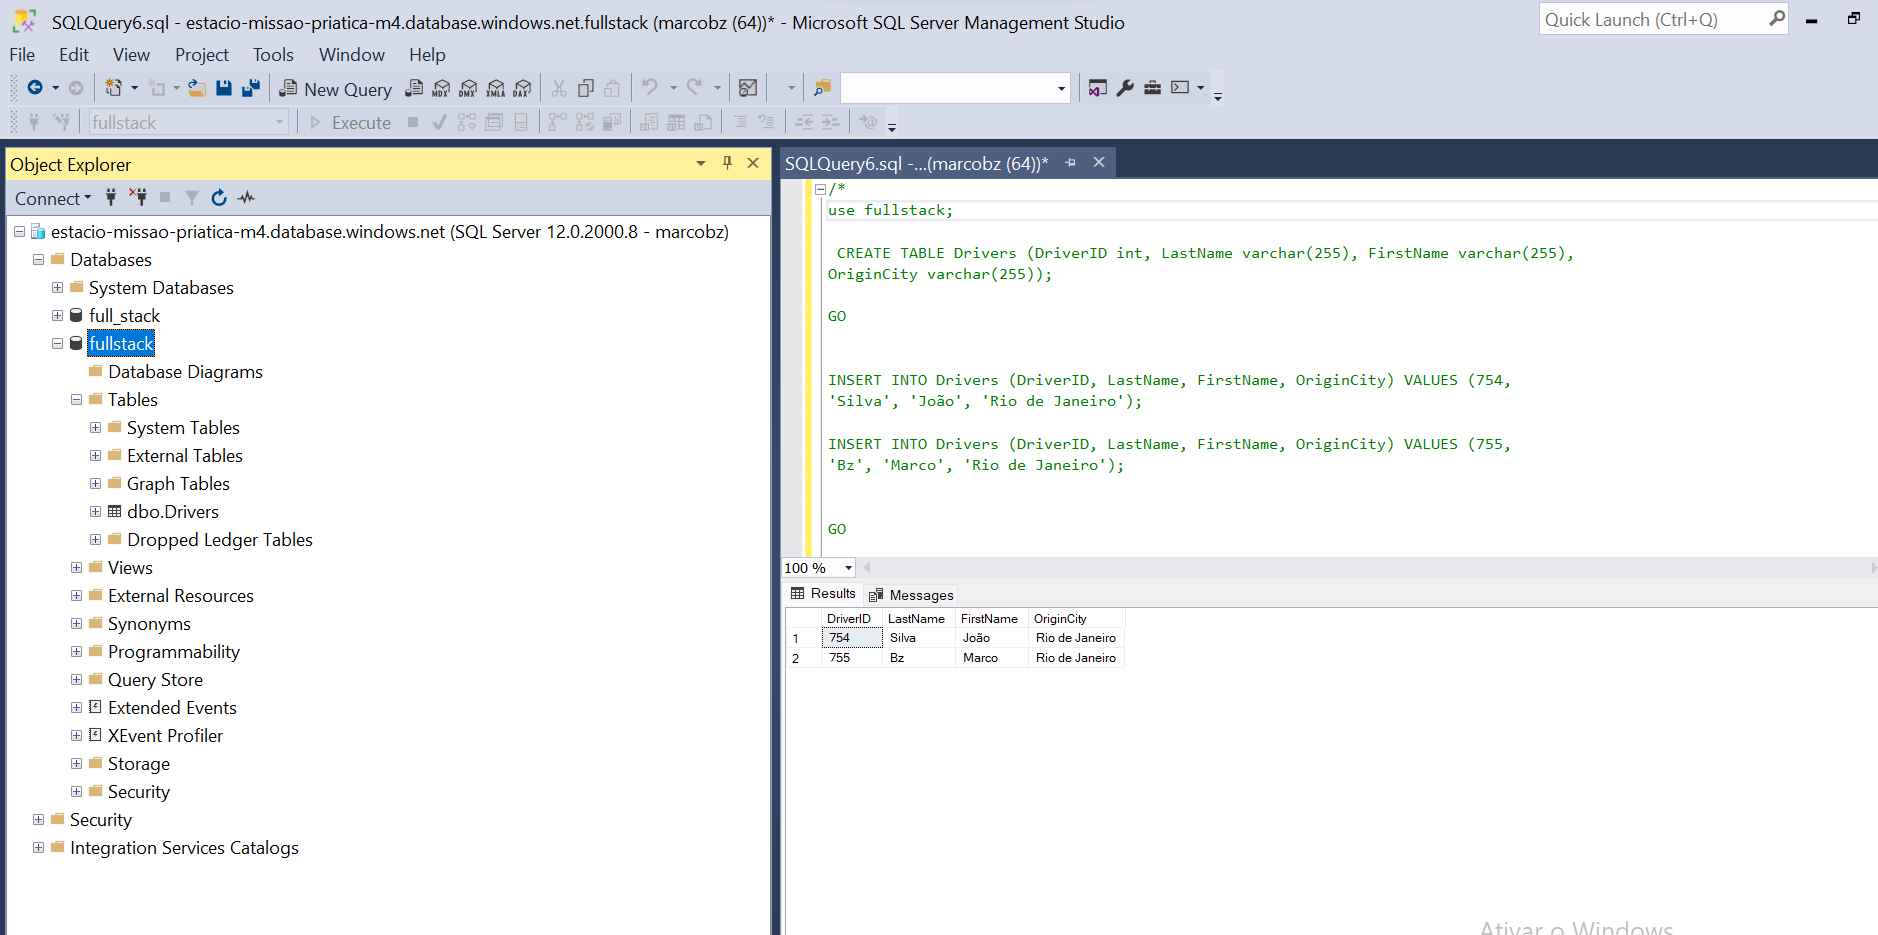 SQLQuery6.sql - estacio-missao-priatica-m4.database.windows.net.fullstack (marcobz (64))* - Microsoft SQL Server Management Studio
Quick Launch (Ctrl+Q)
File Edit View Project Tools Window Help
New Query MDX DMX XMLA DAX
fullstack Execute
Object Explorer
Connect
estacio-missao-priatica-m4.database.windows.net (SQL Server 12.0.2000.8 - marcobz)
Databases
System Databases
full_stack
fullstack
Database Diagrams
Tables
System Tables
External Tables
Graph Tables
dbo.Drivers
Dropped Ledger Tables
Views
External Resources
Synonyms
Programmability
Query Store
Extended Events
XEvent Profiler
Storage
Security
Security
Integration Services Catalogs
SQLQuery6.sql -...(marcobz (64))*
/*
use fullstack;
CREATE TABLE Drivers (DriverID int, LastName varchar(255), FirstName varchar(255),
OriginCity varchar(255));
GO
INSERT INTO Drivers (DriverID, LastName, FirstName, OriginCity) VALUES (754,
'Silva', 'João', 'Rio de Janeiro');
INSERT INTO Drivers (DriverID, LastName, FirstName, OriginCity) VALUES (755,
'Bz', 'Marco', 'Rio de Janeiro');
GO
100 %
Results Messages
DriverID LastName FirstName OriginCity
1 754 Silva João Rio de Janeiro
2 755 Bz Marco Rio de Janeiro
Ativar o Windows